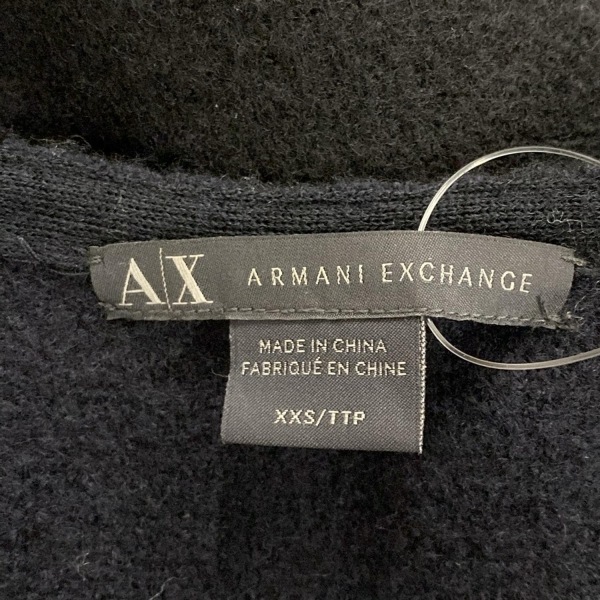 A|X ARMANI EXCHANGE
MADE IN CHINA
FABRIQUÉ EN CHINE
XXS/TTP